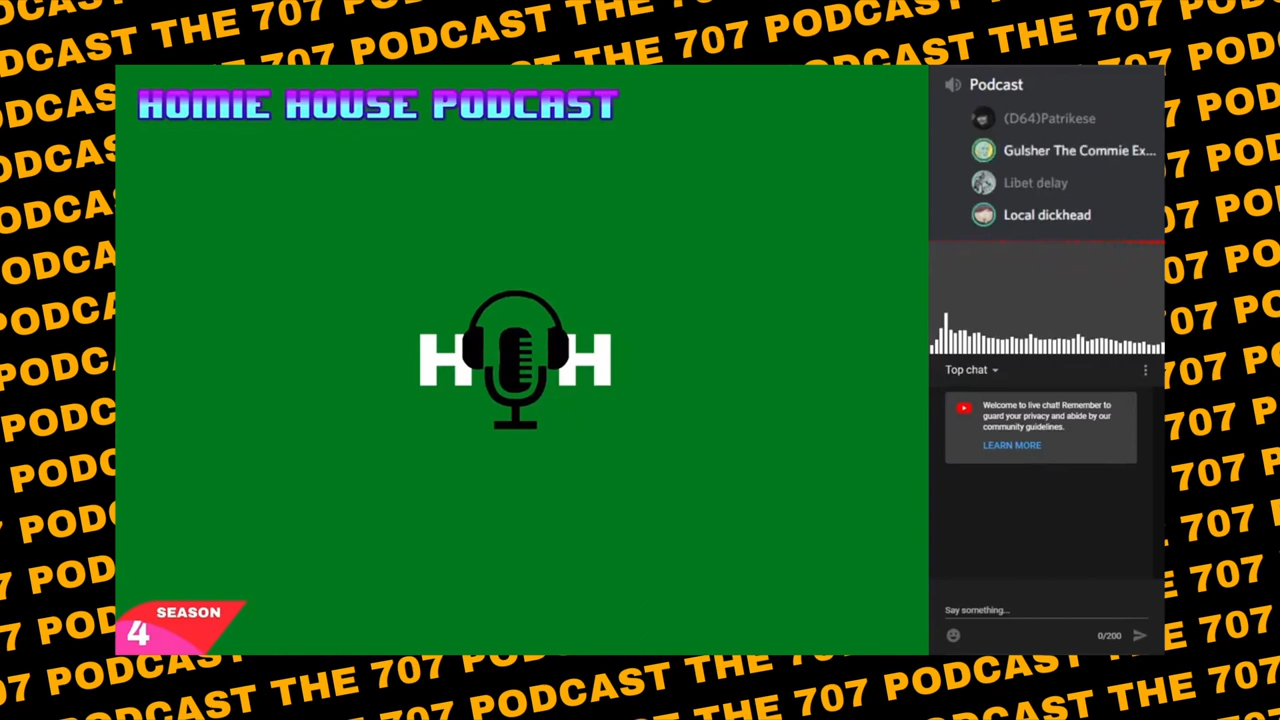 THE 707 PODCAST
HOMIE HOUSE PODCAST
Podcast
(D64)Patrikese
Gulsher The Commie Ex...
Libet delay
Local dickhead
H H
Top chat
Welcome to live chat! Remember to
guard your privacy and abide by our
community guidelines.
LEARN MORE
Say something...
0/200
SEASON
4
PODCAST THE 707 PODCAST THE 707